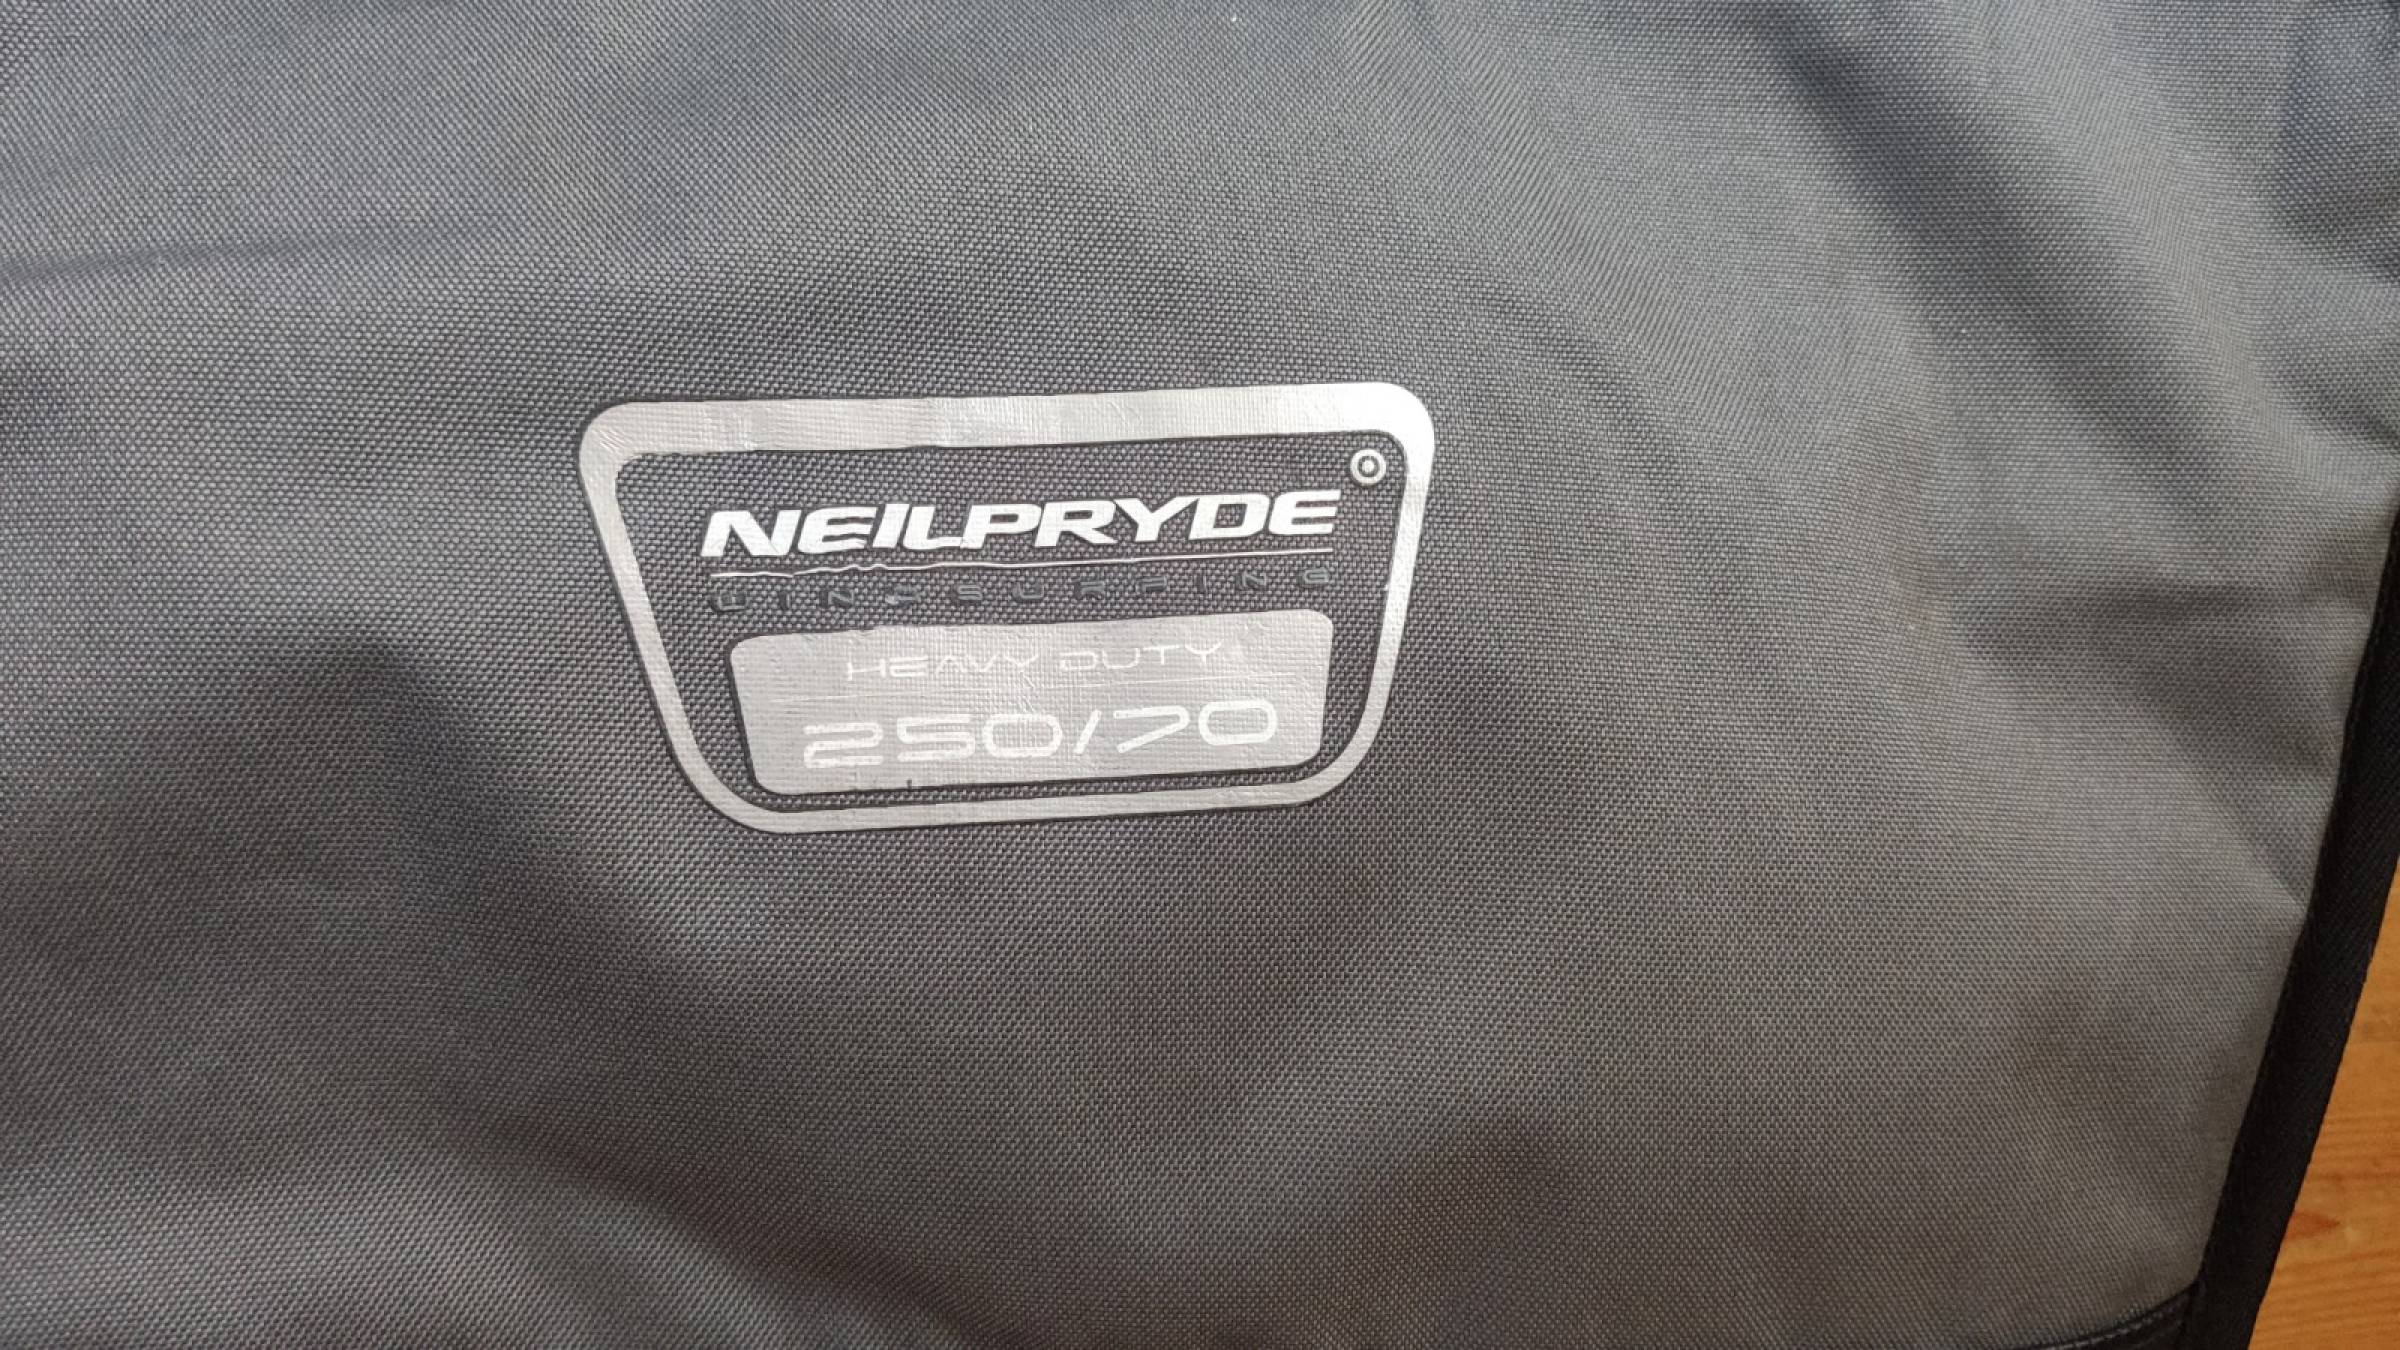 NEILPRYDE
WINDSURFING
HEAVY DUTY
250/70